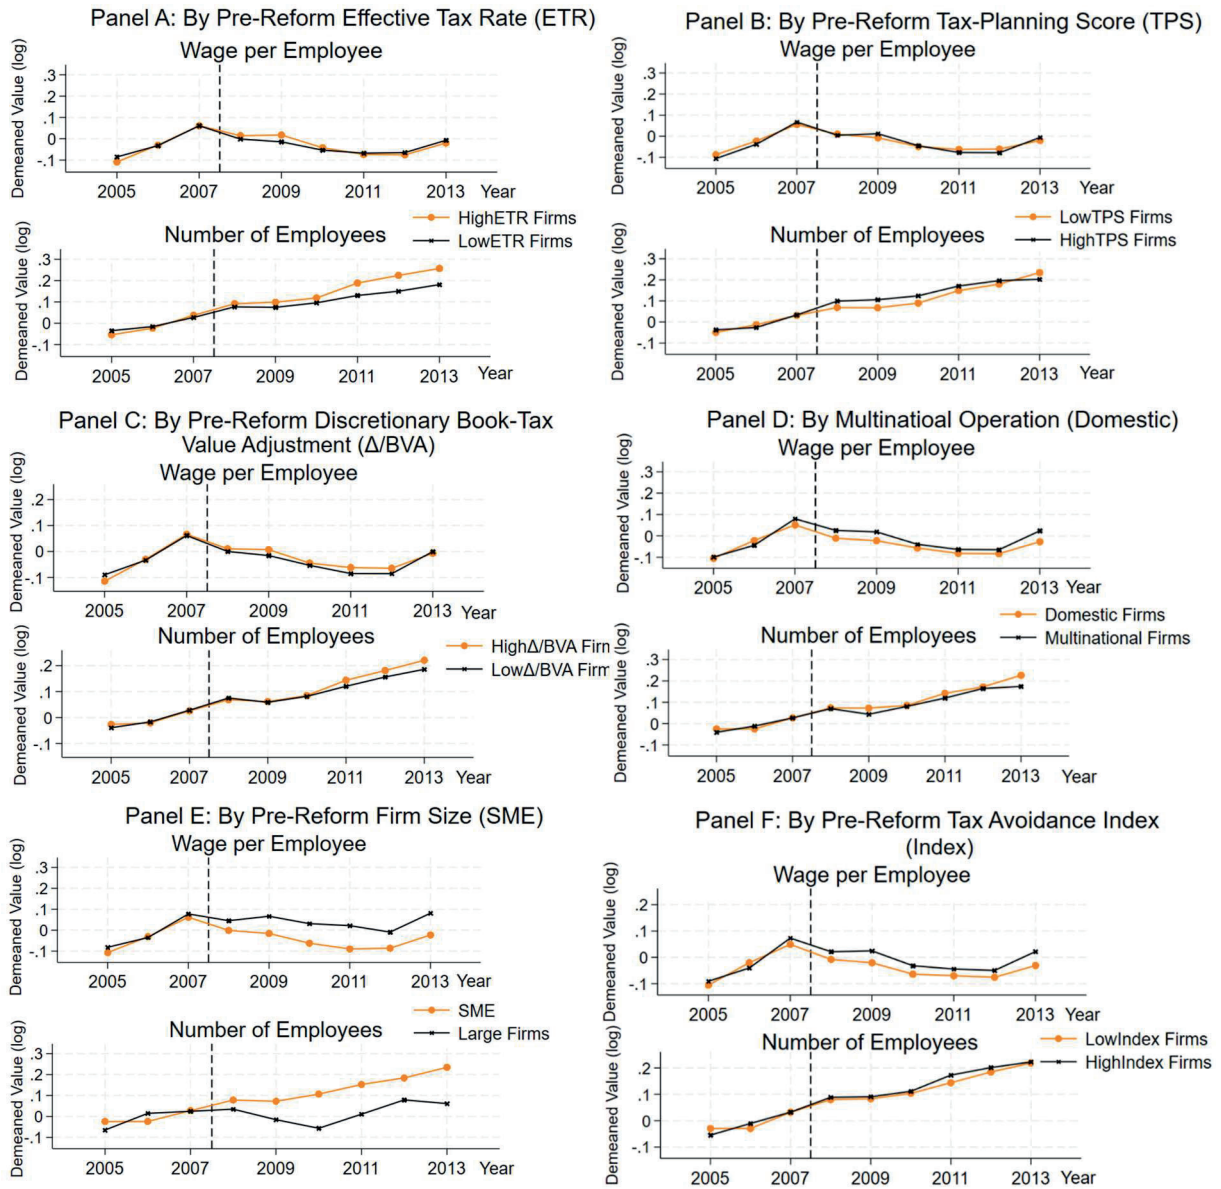 Panel A: By Pre-Reform Effective Tax Rate (ETR)
Wage per Employee
Demeaned Value (log)
.3
.2
.1
0
-.1
2005 2007 2009 2011 2013 Year
HighETR Firms
LowETR Firms
Number of Employees
Demeaned Value (log)
.3
.2
.1
0
-.1
2005 2007 2009 2011 2013 Year
Panel B: By Pre-Reform Tax-Planning Score (TPS)
Wage per Employee
Demeaned Value (log)
.3
.2
.1
0
-.1
2005 2007 2009 2011 2013 Year
LowTPS Firms
HighTPS Firms
Number of Employees
Demeaned Value (log)
.3
.2
.1
0
-.1
2005 2007 2009 2011 2013 Year
Panel C: By Pre-Reform Discretionary Book-Tax
Value Adjustment (Δ/BVA)
Wage per Employee
Demeaned Value (log)
.2
.1
0
-.1
2005 2007 2009 2011 2013 Year
Number of Employees
HighΔ/BVA Firm
LowΔ/BVA Firm
Demeaned Value (log)
.2
.1
0
-.1
2005 2007 2009 2011 2013 Year
Panel D: By Multinatioal Operation (Domestic)
Wage per Employee
Demeaned Value (log)
.3
.2
.1
0
-.1
2005 2007 2009 2011 2013 Year
Domestic Firms
Multinational Firms
Number of Employees
Demeaned Value (log)
.3
.2
.1
0
-.1
2005 2007 2009 2011 2013 Year
Panel E: By Pre-Reform Firm Size (SME)
Wage per Employee
Demeaned Value (log)
.3
.2
.1
0
-.1
2005 2007 2009 2011 2013 Year
SME
Large Firms
Number of Employees
Demeaned Value (log)
.3
.2
.1
0
-.1
2005 2007 2009 2011 2013 Year
Panel F: By Pre-Reform Tax Avoidance Index
(Index)
Wage per Employee
Demeaned Value (log)
.2
.1
0
-.1
2005 2007 2009 2011 2013 Year
LowIndex Firms
HighIndex Firms
Number of Employees
Demeaned Value (log)
.2
.1
0
-.1
2005 2007 2009 2011 2013 Year